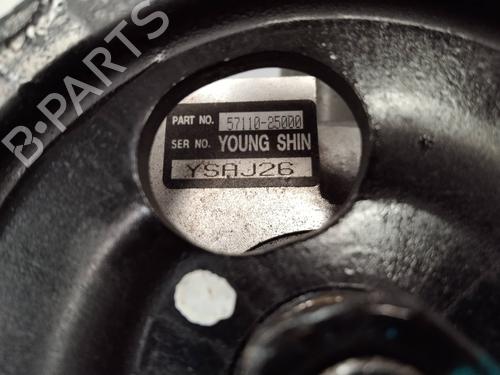 B-PARTS
PART NO. 57110-25000
SER NO. YOUNG SHIN
YSAJ26